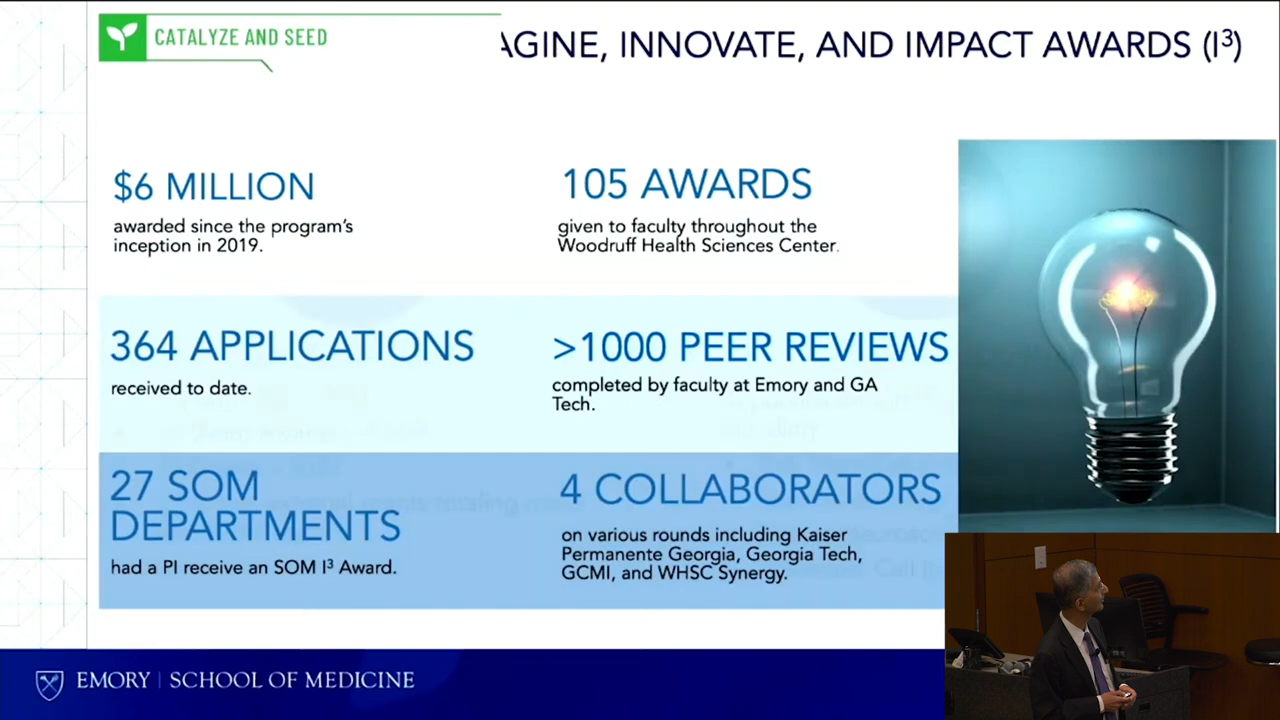 CATALYZE AND SEED
AGINE, INNOVATE, AND IMPACT AWARDS (I³)
$6 MILLION
awarded since the program's
inception in 2019.
105 AWARDS
given to faculty throughout the
Woodruff Health Sciences Center.
364 APPLICATIONS
received to date.
>1000 PEER REVIEWS
completed by faculty at Emory and GA
Tech.
27 SOM
DEPARTMENTS
had a PI receive an SOM I³ Award.
4 COLLABORATORS
on various rounds including Kaiser
Permanente Georgia, Georgia Tech,
GCMI, and WHSC Synergy.
EMORY | SCHOOL OF MEDICINE